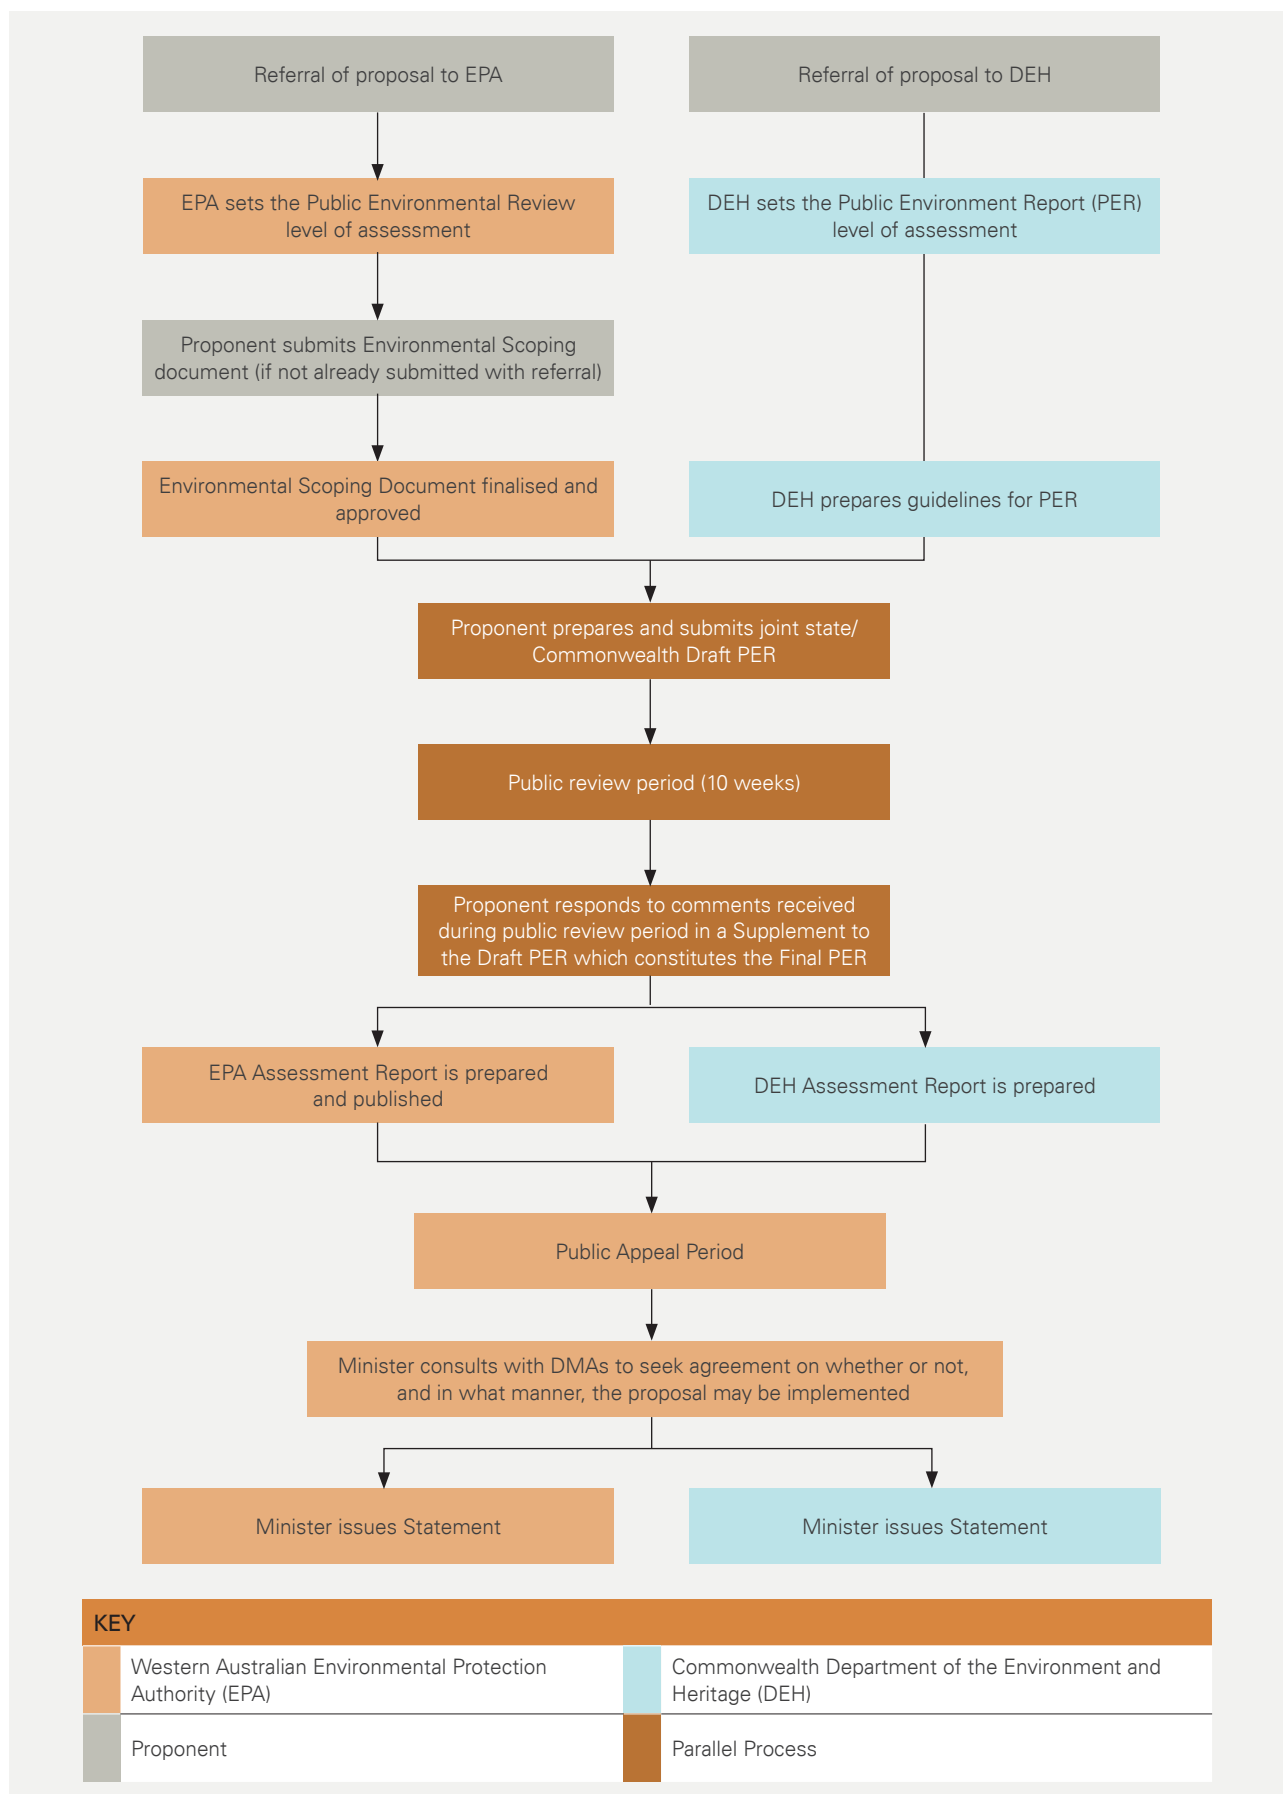 Referral of proposal to EPA
Referral of proposal to DEH
EPA sets the Public Environmental Review
level of assessment
DEH sets the Public Environment Report (PER)
level of assessment
Proponent submits Environmental Scoping
document (if not already submitted with referral)
Environmental Scoping Document finalised and
approved
DEH prepares guidelines for PER
Proponent prepares and submits joint state/
Commonwealth Draft PER
Public review period (10 weeks)
Proponent responds to comments received
during public review period in a Supplement to
the Draft PER which constitutes the Final PER
EPA Assessment Report is prepared
and published
DEH Assessment Report is prepared
Public Appeal Period
Minister consults with DMAs to seek agreement on whether or not,
and in what manner, the proposal may be implemented
Minister issues Statement
Minister issues Statement
KEY
Western Australian Environmental Protection
Authority (EPA)
Commonwealth Department of the Environment and
Heritage (DEH)
Proponent
Parallel Process